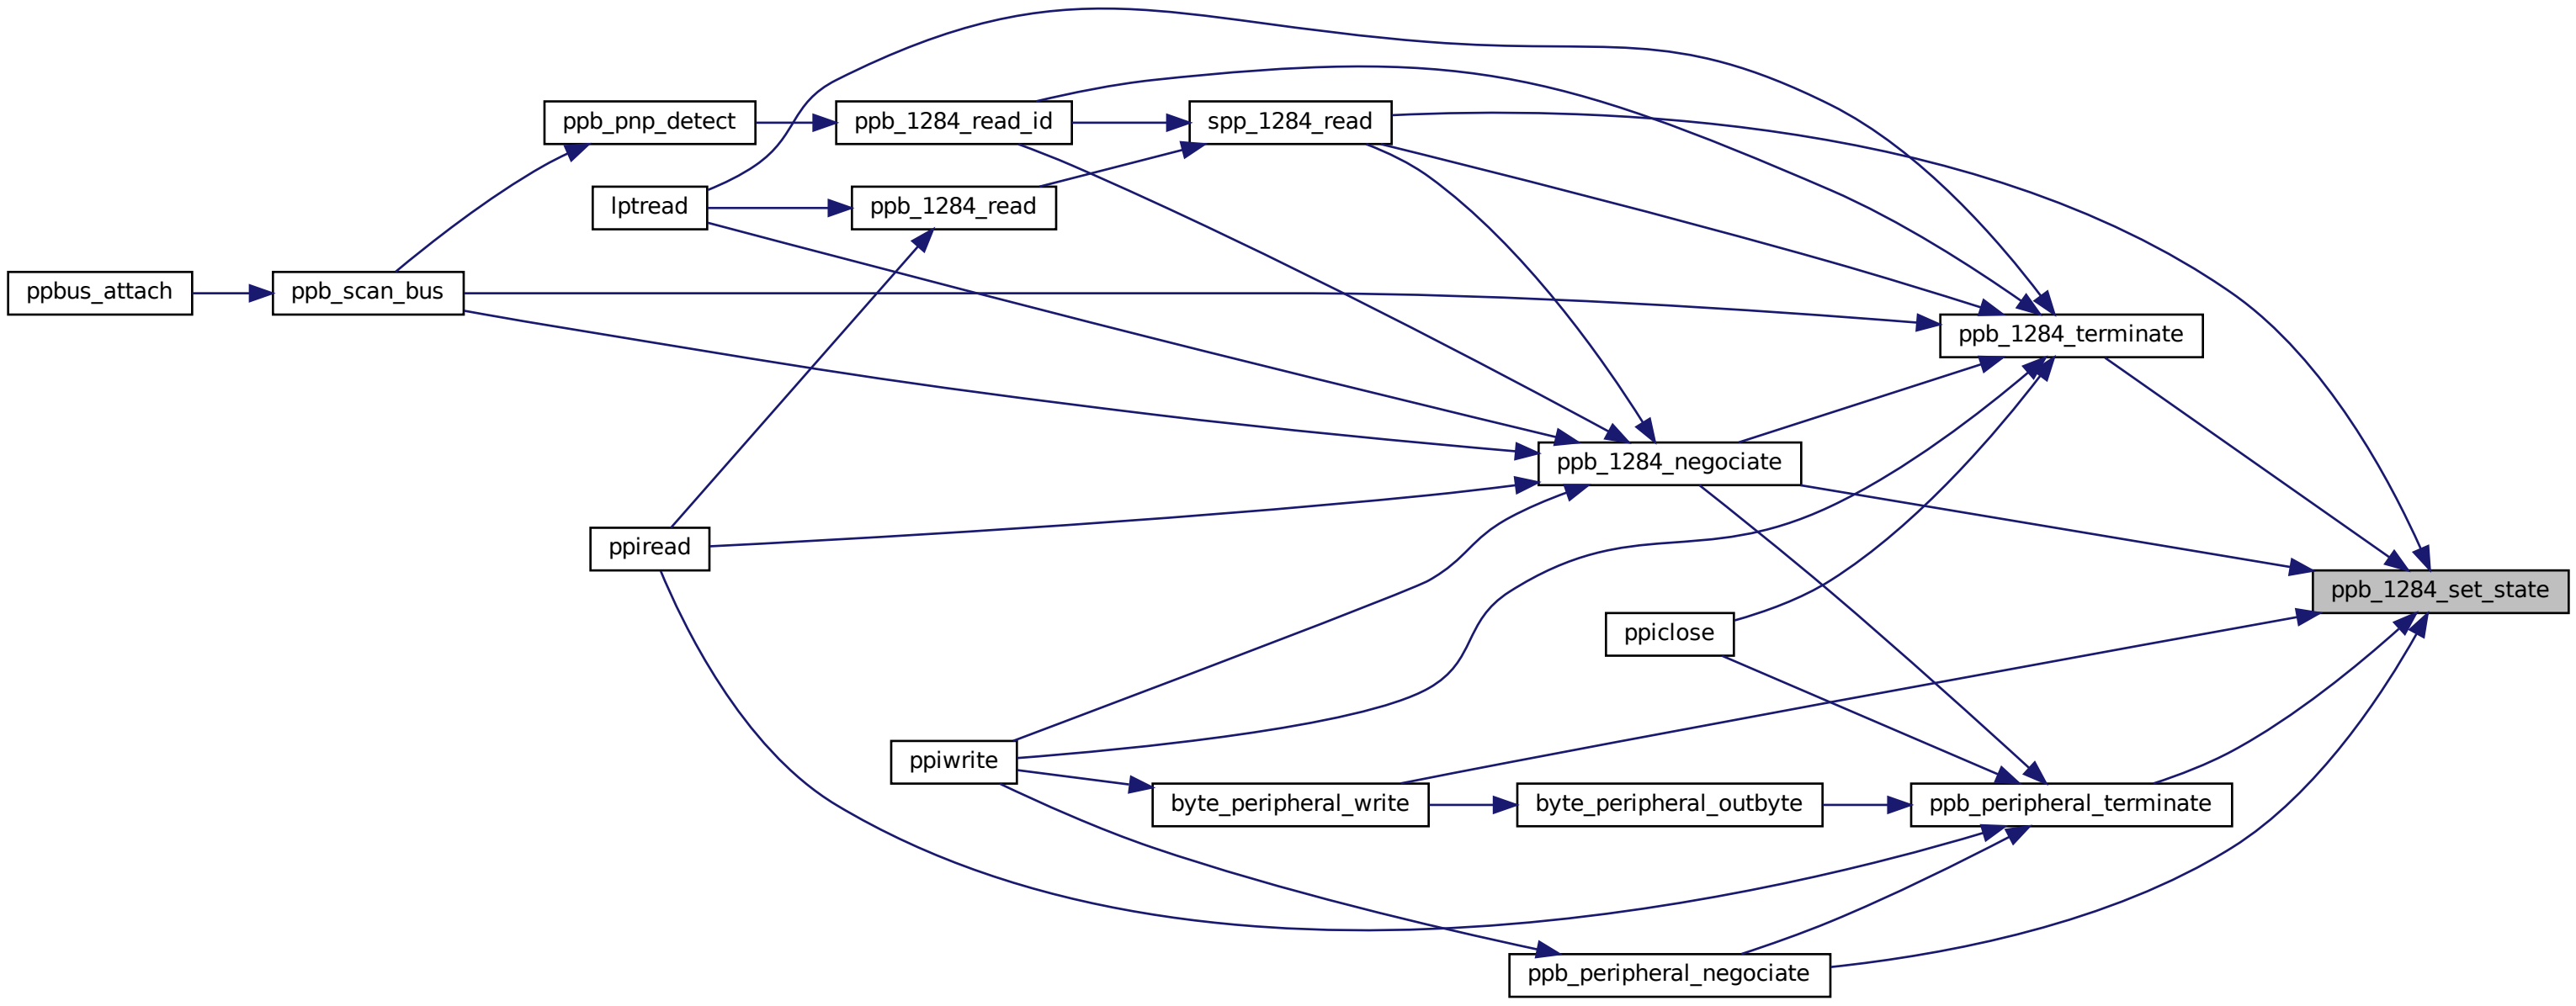 ppb_pnp_detect
ppb_1284_read_id
spp_1284_read
lptread
ppb_1284_read
ppbus_attach
ppb_scan_bus
ppb_1284_terminate
ppb_1284_negociate
ppiread
ppb_1284_set_state
ppiclose
ppiwrite
byte_peripheral_write
byte_peripheral_outbyte
ppb_peripheral_terminate
ppb_peripheral_negociate